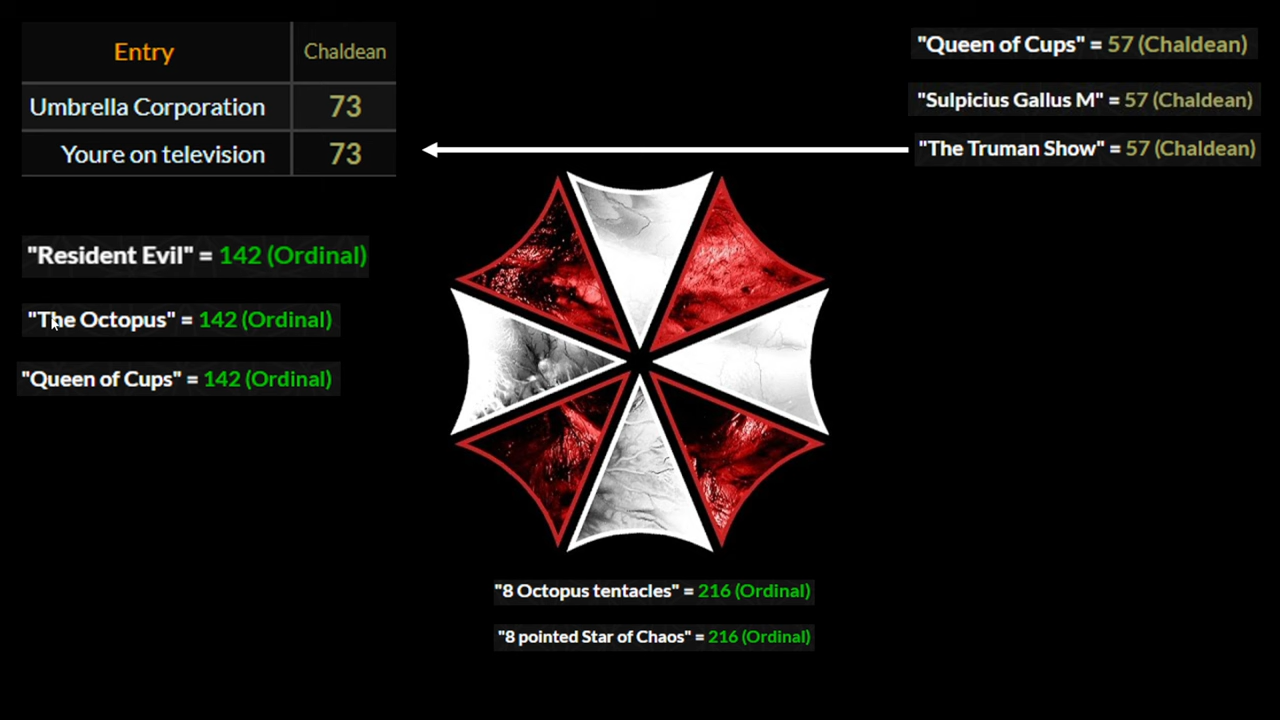 Entry Chaldean
Umbrella Corporation 73
Youre on television 73
"Queen of Cups" = 57 (Chaldean)
"Sulpicius Gallus M" = 57 (Chaldean)
"The Truman Show" = 57 (Chaldean)
"Resident Evil" = 142 (Ordinal)
"The Octopus" = 142 (Ordinal)
"Queen of Cups" = 142 (Ordinal)
"8 Octopus tentacles" = 216 (Ordinal)
"8 pointed Star of Chaos" = 216 (Ordinal)